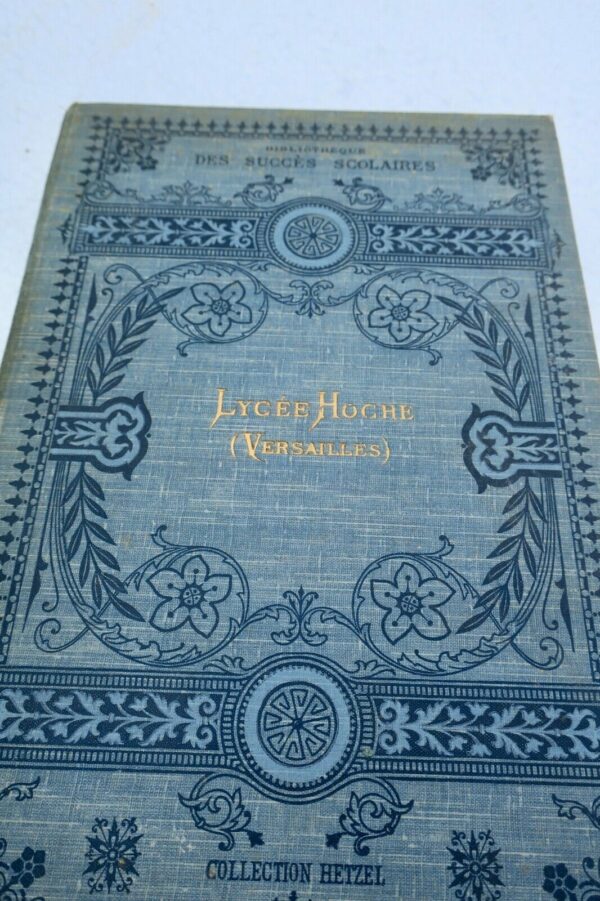 BIBLIOTHÈQUE
DES SUCCÈS SCOLAIRES
LYCÉE HOCHE
(VERSAILLES)
COLLECTION HETZEL